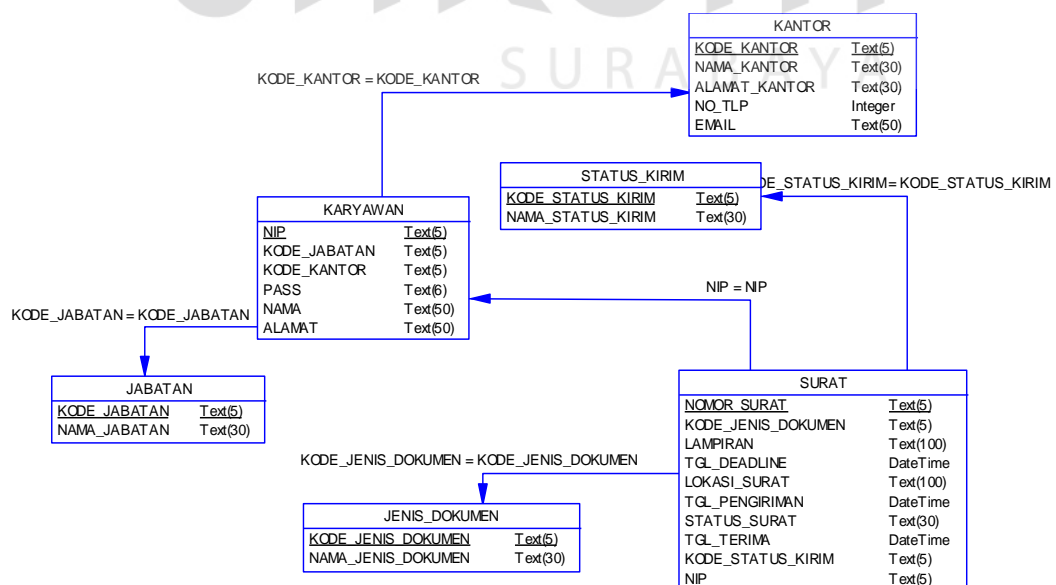 SURABAYA
KANTOR
KODE_KANTOR Text(5)
NAMA_KANTOR Text(30)
ALAMAT_KANTOR Text(30)
NO_TLP Integer
EMAIL Text(50)
KODE_KANTOR = KODE_KANTOR
STATUS_KIRIM
KODE_STATUS_KIRIM Text(5)
NAMA_STATUS_KIRIM Text(30)
DE_STATUS_KIRIM = KODE_STATUS_KIRIM
KARYAWAN
NIP Text(5)
KODE_JABATAN Text(5)
KODE_KANTOR Text(5)
PASS Text(6)
NAMA Text(50)
ALAMAT Text(50)
NIP = NIP
KODE_JABATAN = KODE_JABATAN
JABATAN
KODE_JABATAN Text(5)
NAMA_JABATAN Text(30)
SURAT
NOMOR_SURAT Text(5)
KODE_JENIS_DOKUMEN Text(5)
LAMPIRAN Text(100)
TGL_DEADLINE DateTime
LOKASI_SURAT Text(100)
TGL_PENGIRIMAN DateTime
STATUS_SURAT Text(30)
TGL_TERIMA DateTime
KODE_STATUS_KIRIM Text(5)
NIP Text(5)
KODE_JENIS_DOKUMEN = KODE_JENIS_DOKUMEN
JENIS_DOKUMEN
KODE_JENIS_DOKUMEN Text(5)
NAMA_JENIS_DOKUMEN Text(30)